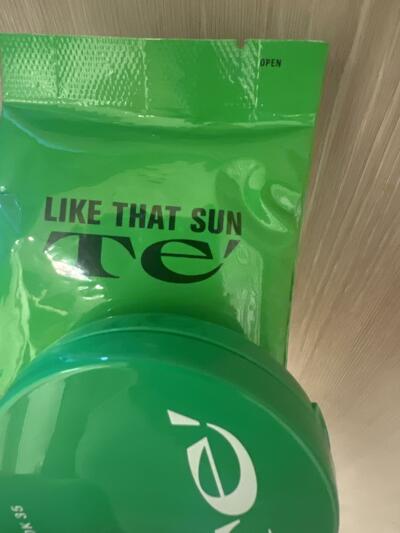 OPEN
LIKE THAT SUN
Te'
e'